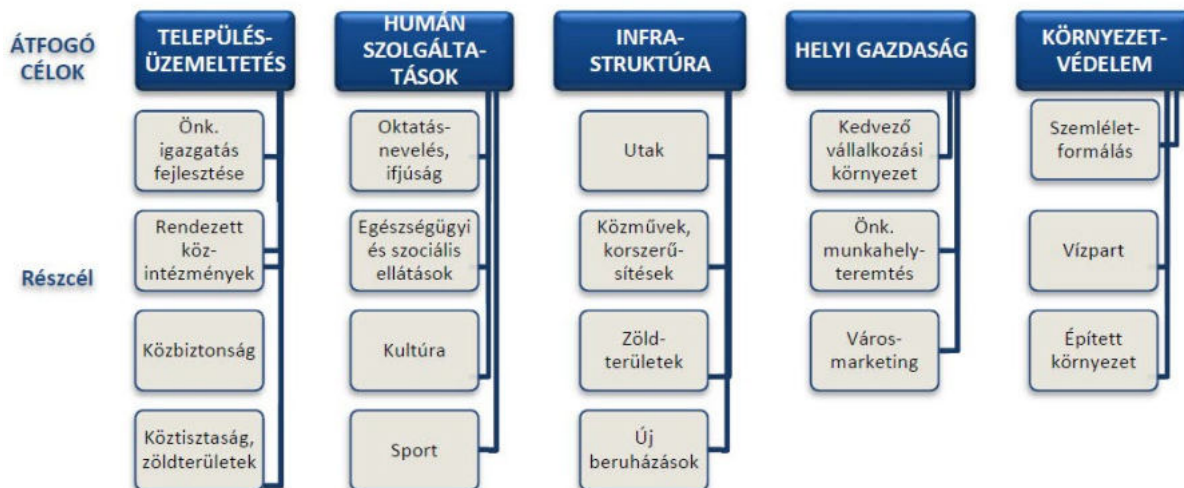 ÁTFOGÓ
CÉLOK
TELEPÜLÉS-
ÜZEMELTETÉS
HUMÁN
SZOLGÁLTA-
TÁSOK
INFRA-
STRUKTÚRA
HELYI GAZDASÁG
KÖRNYEZET-
VÉDELEM
Részcél
Önk.
igazgatás
fejlesztése
Rendezett
köz-
intézmények
Közbiztonság
Köztisztaság,
zöldterületek
Oktatás-
nevelés,
ifjúság
Egészségügyi
és szociális
ellátások
Kultúra
Sport
Utak
Közművek,
korszerű-
sítések
Zöld-
területek
Új
beruházások
Kedvező
vállalkozási
környezet
Önk.
munkahely-
teremtés
Város-
marketing
Szemlélet-
formálás
Vízpart
Épített
környezet